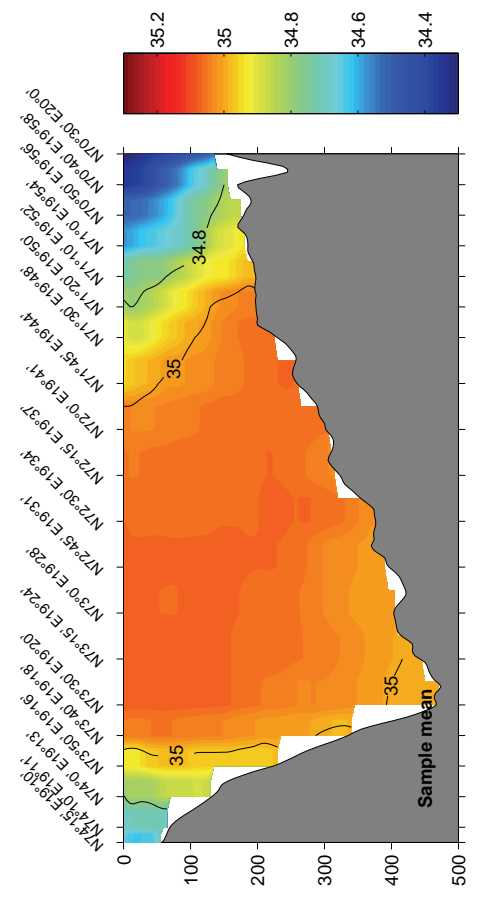 35.2
35
34.8
34.6
34.4
N70°30' E20°0'
N70°40' E19°58'
N70°50' E19°56'
N71°0' E19°54'
N71°10' E19°52'
N71°20' E19°50'
N71°30' E19°48'
N71°45' E19°44'
N72°0' E19°41'
N72°15' E19°37'
N72°30' E19°34'
N72°45' E19°31'
N73°0' E19°28'
N73°15' E19°24'
N73°30' E19°20'
N73°40' E19°18'
N73°50' E19°16'
N74°0' E19°13'
N74°10' E19°11'
N74°15' E19°10'
34.8
35
35
35
Sample mean
0
100
200
300
400
500